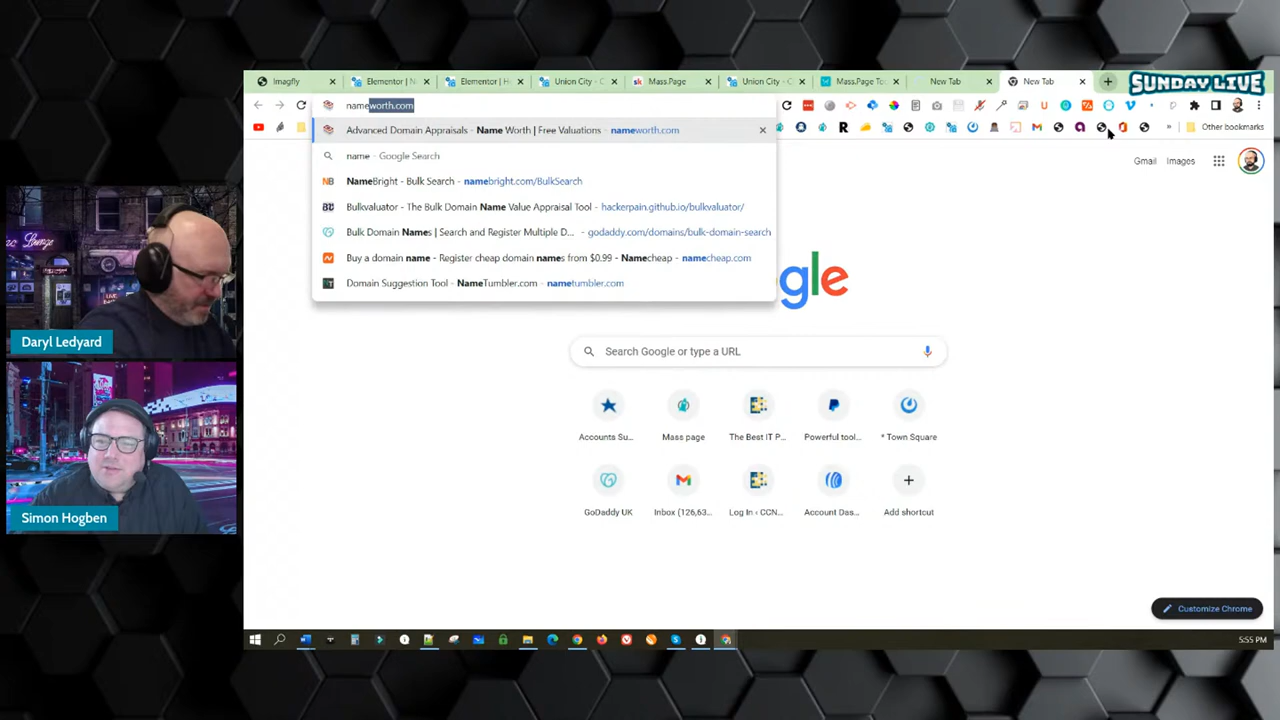 Imagfly
Elementor | N
Elementor | H
Union City - C
Mass.Page
Union City - C
Mass.Page To
New Tab
New Tab
SUNDAY LIVE
nameworth.com
Advanced Domain Appraisals - Name Worth | Free Valuations - nameworth.com
name - Google Search
NameBright - Bulk Search - namebright.com/BulkSearch
Bulkvaluator - The Bulk Domain Name Value Appraisal Tool - hackerpain.github.io/bulkvaluator/
Bulk Domain Names | Search and Register Multiple D... - godaddy.com/domains/bulk-domain-search
Buy a domain name - Register cheap domain names from $0.99 - Namecheap - namecheap.com
Domain Suggestion Tool - NameTumbler.com - nametumbler.com
Other bookmarks
Gmail Images
gle
Search Google or type a URL
Accounts Su...
Mass page
The Best IT P...
Powerful tool...
* Town Square
GoDaddy UK
Inbox (126,63...
Log In ‹ CCN...
Account Das...
Add shortcut
Customize Chrome
5:55 PM
Daryl Ledyard
Simon Hogben